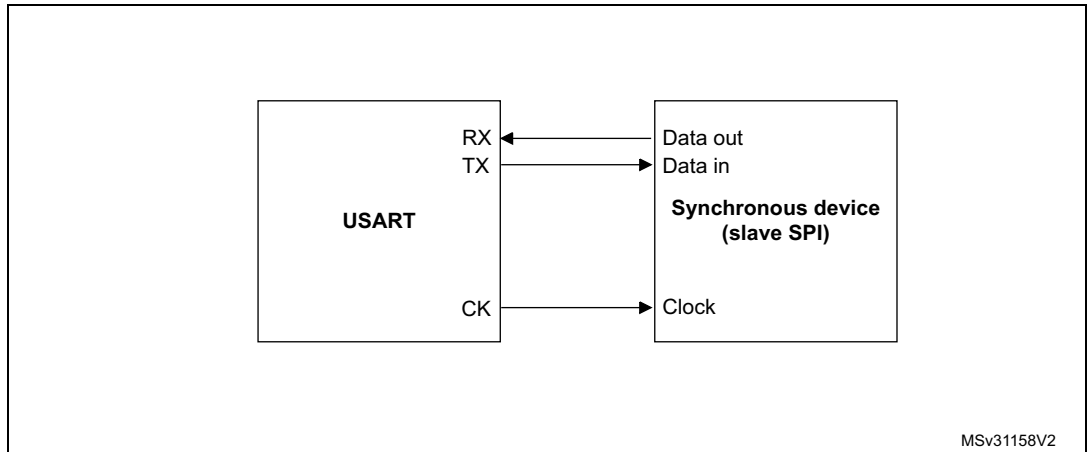 RX
TX
USART
CK
Data out
Data in
Synchronous device
(slave SPI)
Clock
MSv31158V2